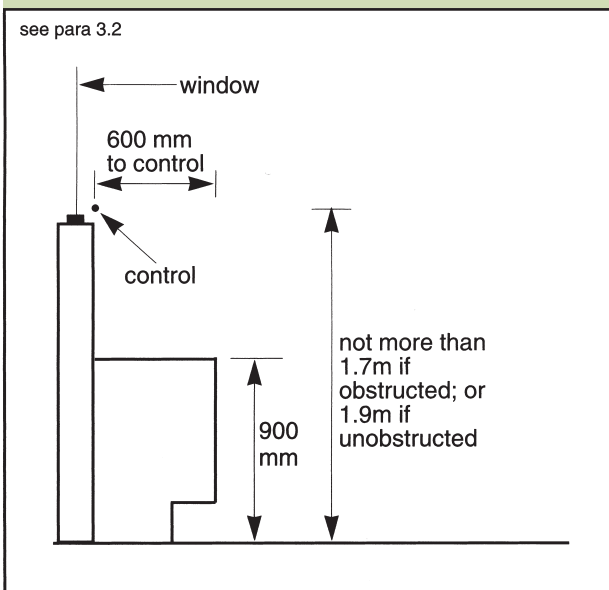 see para 3.2
window
600 mm
to control
control
not more than
1.7m if
obstructed; or
1.9m if
unobstructed
900
mm